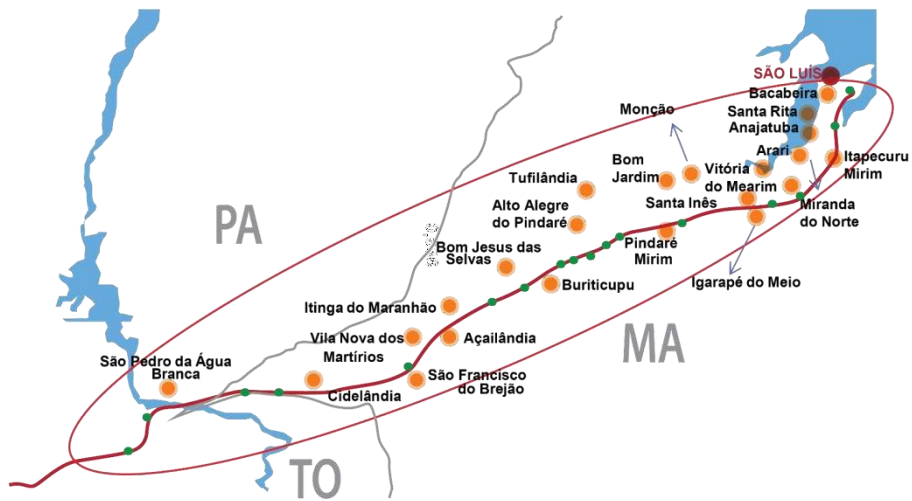 SÃO LUÍS
Bacabeira
Monção
Santa Rita
Anajatuba
Arari
Itapecuru
Mirim
Bom
Jardim
Vitória
do Mearim
Tufilândia
Santa Inês
Miranda
do Norte
Alto Alegre
do Pindaré
PA
Pindaré
Mirim
Bom Jesus das
Selvas
Igarapé do Meio
Buriticupu
Itinga do Maranhão
MA
Vila Nova dos
Martírios
Açailândia
São Pedro da Água
Branca
São Francisco
do Brejão
Cidelândia
TO